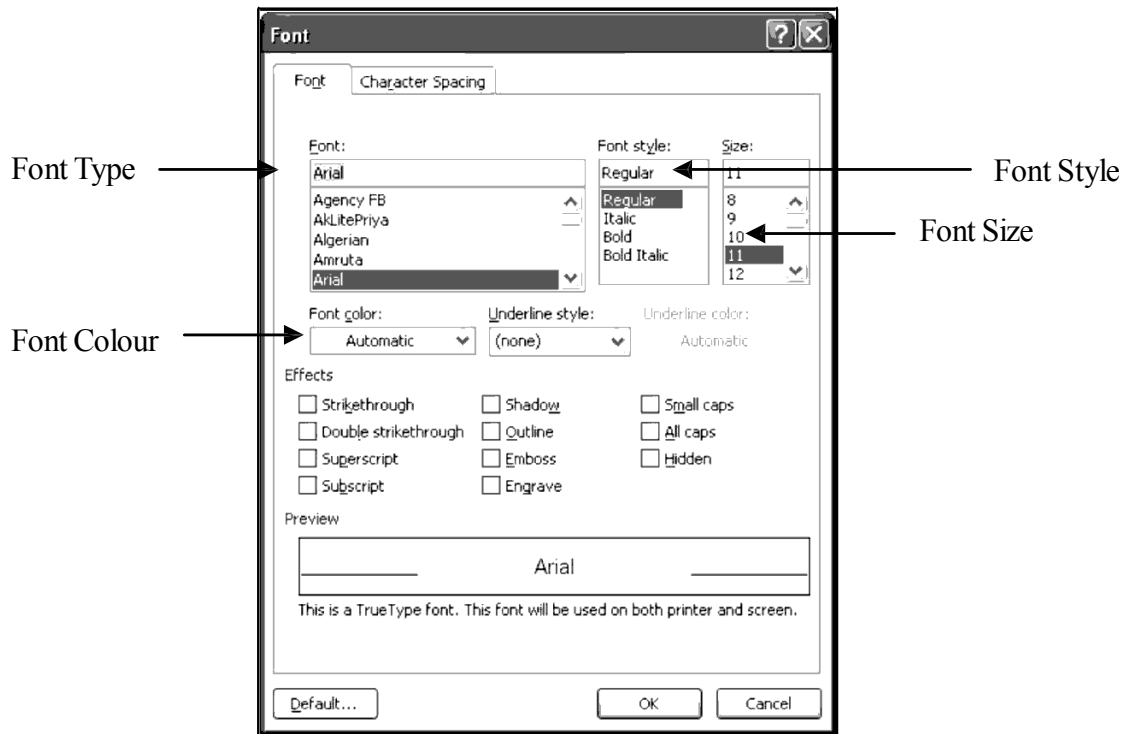 Font
Font Character Spacing
Font: Font style: Size:
Font Type Arial Regular 11 Font Style
Agency FB Regular 8
AkLitePriya Italic 9
Algerian Bold 10 Font Size
Amruta Bold Italic 11
Arial 12
Font color: Underline style: Underline color:
Font Colour Automatic (none) Automatic
Effects
Strikethrough Shadow Small caps
Double strikethrough Outline All caps
Superscript Emboss Hidden
Subscript Engrave
Preview
Arial
This is a TrueType font. This font will be used on both printer and screen.
Default... OK Cancel